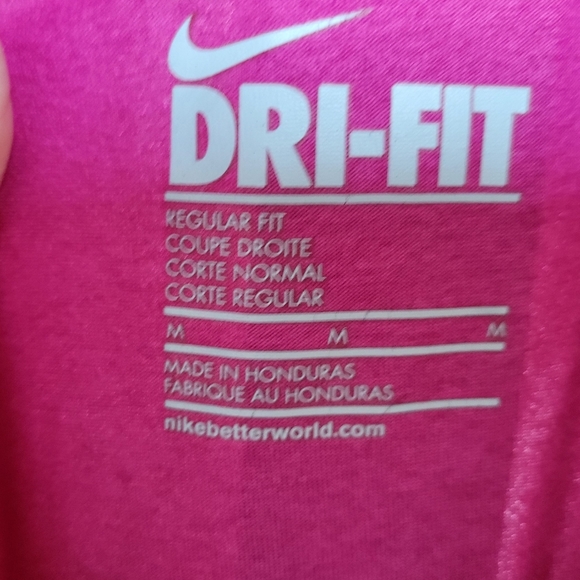 DRI-FIT
REGULAR FIT
COUPE DROITE
CORTE NORMAL
CORTE REGULAR
M M M
MADE IN HONDURAS
FABRIQUE AU HONDURAS
nikebetterworld.com